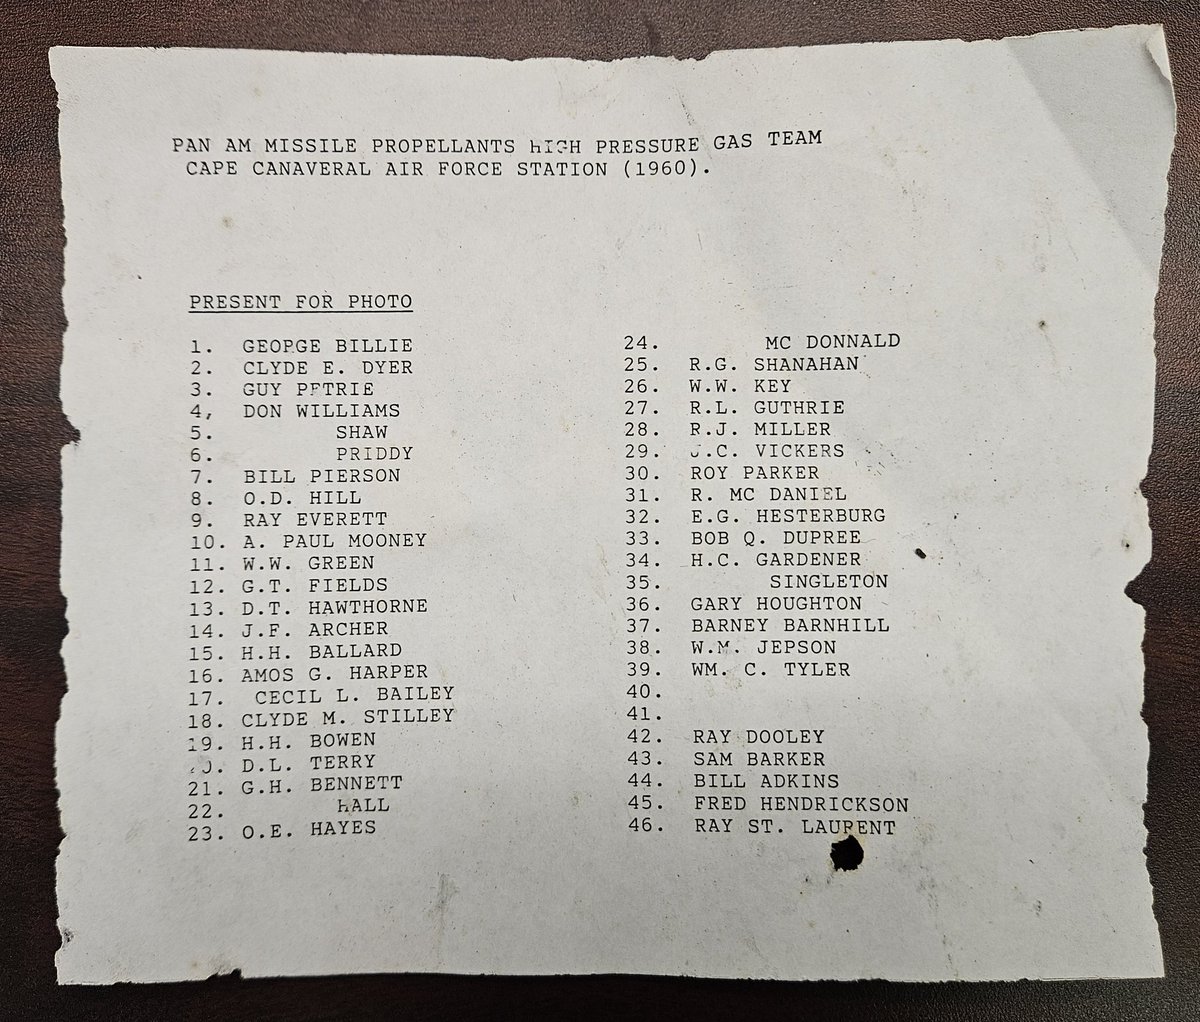 PAN AM MISSILE PROPELLANTS HIGH PRESSURE GAS TEAM
CAPE CANAVERAL AIR FORCE STATION (1960).
PRESENT FOR PHOTO
1. GEORGE BILLIE
2. CLYDE E. DYER
3. GUY PETRIE
4, DON WILLIAMS
5. SHAW
6. PRIDDY
7. BILL PIERSON
8. O.D. HILL
9. RAY EVERETT
10. A. PAUL MOONEY
11. W.W. GREEN
12. G.T. FIELDS
13. D.T. HAWTHORNE
14. J.F. ARCHER
15. H.H. BALLARD
16. AMOS G. HARPER
17. CECIL L. BAILEY
18. CLYDE M. STILLEY
19. H.H. BOWEN
20. D.L. TERRY
21. G.H. BENNETT
22. HALL
23. O.E. HAYES
24. MC DONNALD
25. R.G. SHANAHAN
26. W.W. KEY
27. R.L. GUTHRIE
28. R.J. MILLER
29. J.C. VICKERS
30. ROY PARKER
31. R. MC DANIEL
32. E.G. HESTERBURG
33. BOB Q. DUPREE
34. H.C. GARDENER
35. SINGLETON
36. GARY HOUGHTON
37. BARNEY BARNHILL
38. W.M. JEPSON
39. WM. C. TYLER
40.
41.
42. RAY DOOLEY
43. SAM BARKER
44. BILL ADKINS
45. FRED HENDRICKSON
46. RAY ST. LAURENT